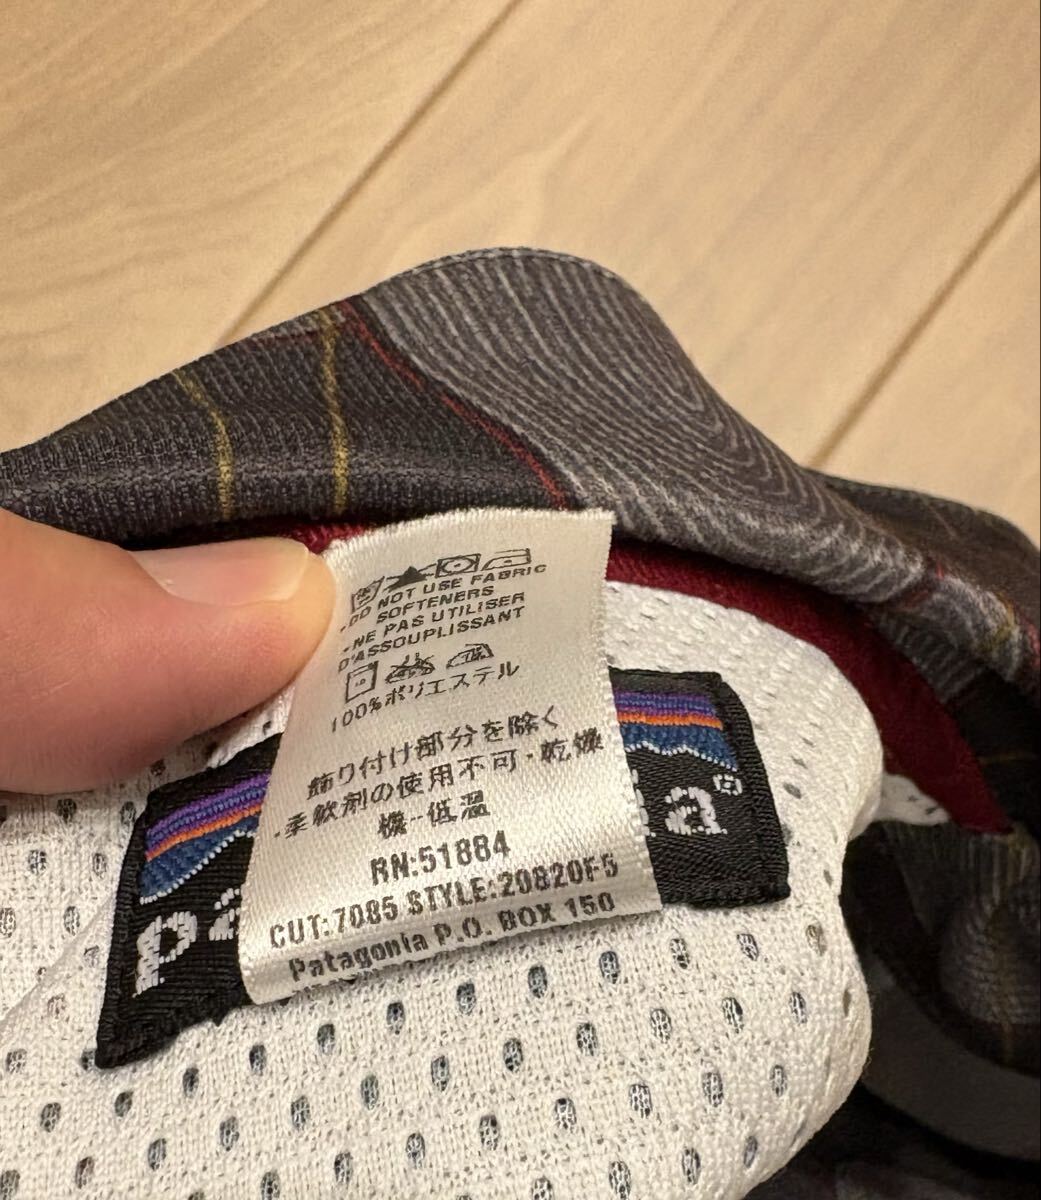 -DO NOT USE FABRIC
SOFTENERS
-NE PAS UTILISER
D'ASSOUPLISSANT
100%ポリエステル
飾り付け部分を除く
・柔軟剤の使用不可・乾燥
機--低温
RN:51884
CUT:7085 STYLE:20820F5
Patagonia P.O. BOX 150
pa
ia®